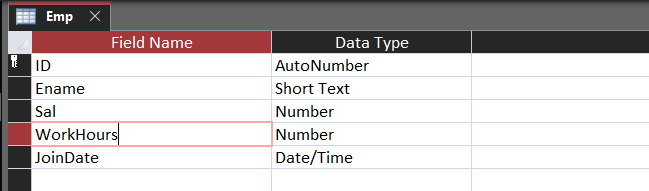 Emp
Field Name Data Type
ID AutoNumber
Ename Short Text
Sal Number
WorkHours Number
JoinDate Date/Time